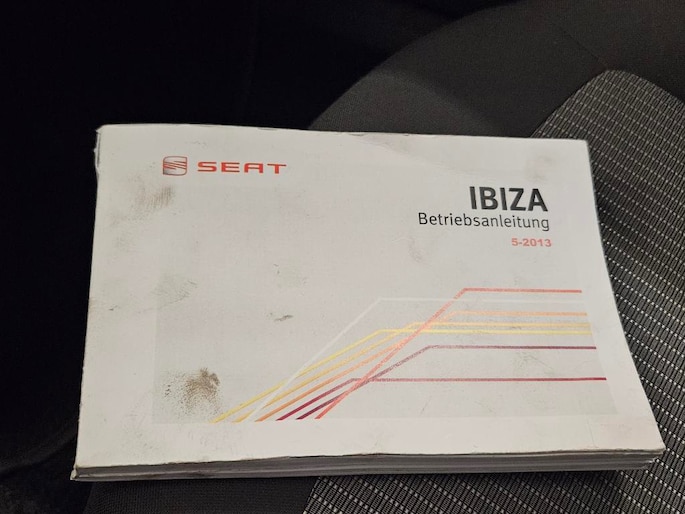 SEAT
IBIZA
Betriebsanleitung
5-2013